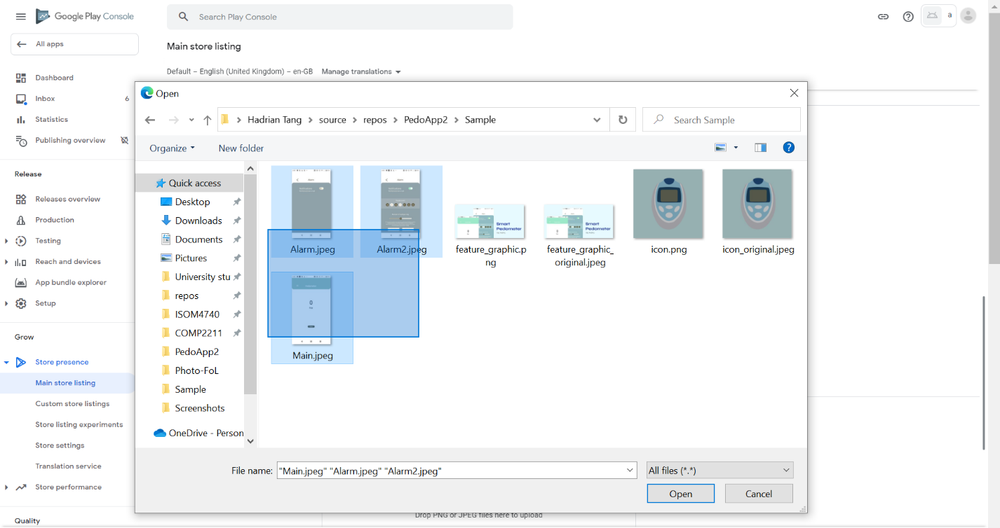 Google Play Console
Search Play Console
a
All apps
Main store listing
Default – English (United Kingdom) – en-GB Manage translations
Dashboard
Inbox 6
Statistics
Publishing overview
Release
Releases overview
Production
Testing
Reach and devices
App bundle explorer
Setup
Grow
Store presence
Main store listing
Custom store listings
Store listing experiments
Store settings
Translation service
Store performance
Quality
Open
Hadrian Tang > source > repos > PedoApp2 > Sample
Search Sample
Organize
New folder
Quick access
Desktop
Downloads
Documents
Pictures
University stu
repos
ISOM4740
COMP2211
PedoApp2
Photo-FoL
Sample
Screenshots
OneDrive - Person
Alarm
Alarm
Smart
Pedometer
Smart
Pedometer
Alarm.jpeg
Alarm2.jpeg
feature_graphic.p
ng
feature_graphic_
original.jpeg
icon.png
icon_original.jpeg
0
Main.jpeg
File name:
"Main.jpeg" "Alarm.jpeg" "Alarm2.jpeg"
All files (*.*)
Open
Cancel
Drop PNG or JPEG files here to upload